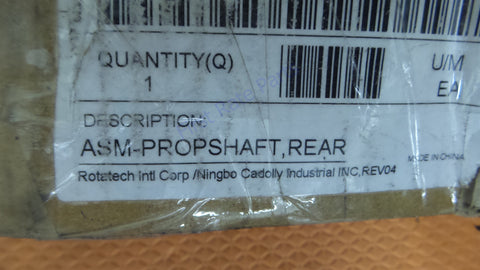 QUANTITY(Q)
1
U/M
EA
DESCRIPTION:
ASM-PROPSHAFT,REAR
MADE IN CHINA
Rotatech Intl Corp /Ningbo Cadolly Industrial INC,REV04